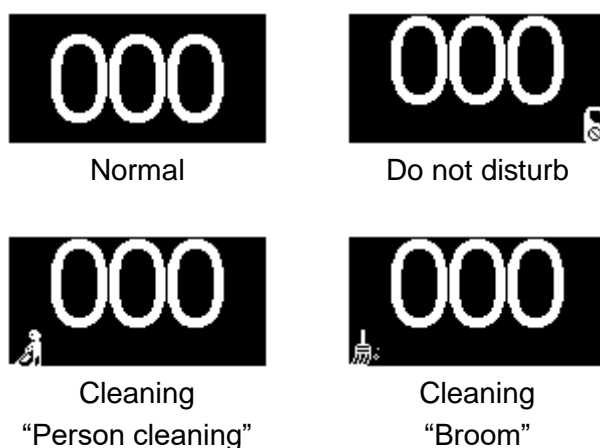 000 000
Normal Do not disturb
000 000
Cleaning Cleaning
“Person cleaning” “Broom”